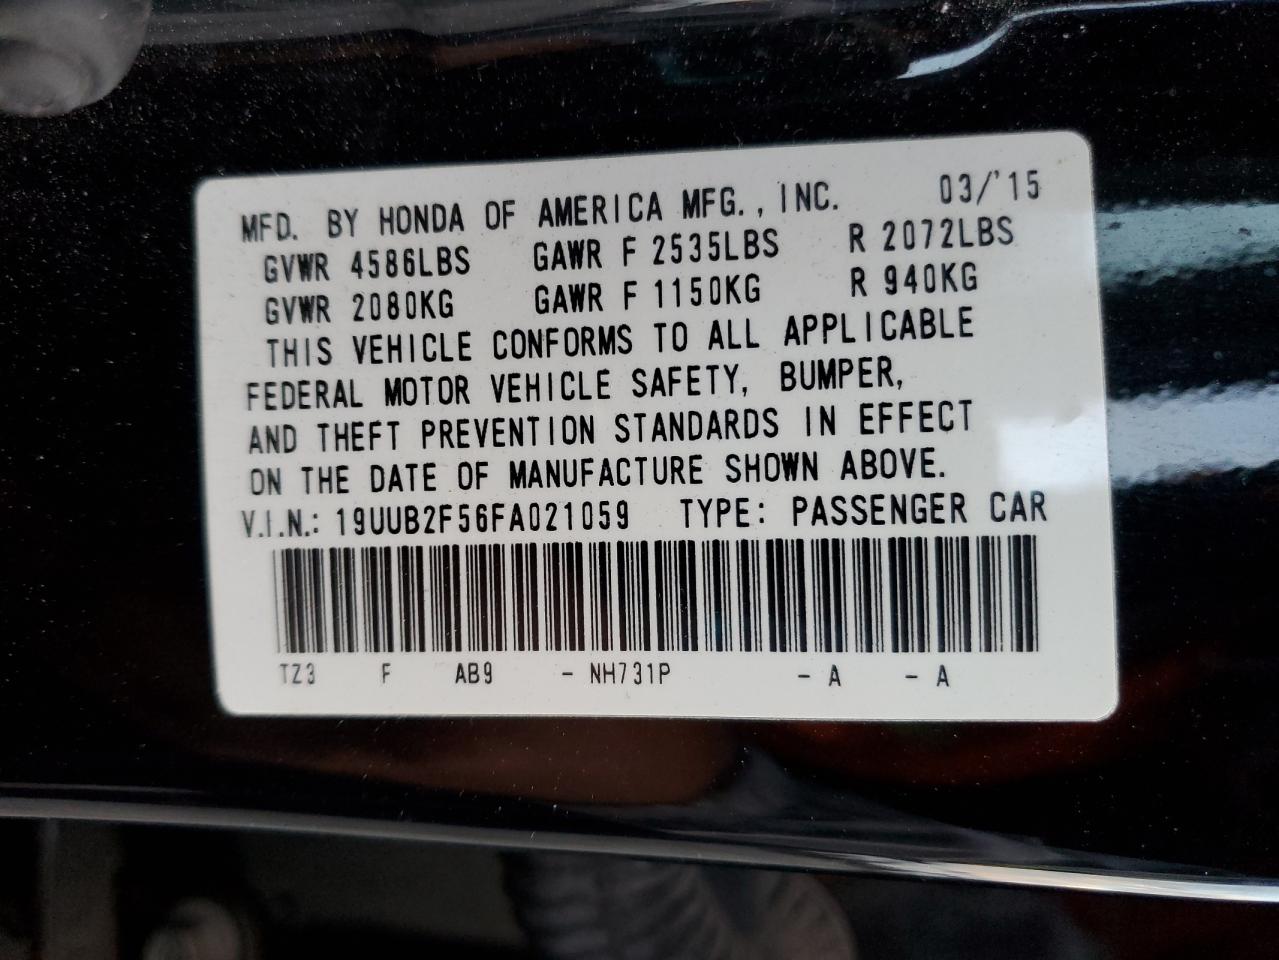 MFD. BY HONDA OF AMERICA MFG., INC. 03/'15
GVWR 4586LBS GAWR F 2535LBS R 2072LBS
GVWR 2080KG GAWR F 1150KG R 940KG
THIS VEHICLE CONFORMS TO ALL APPLICABLE
FEDERAL MOTOR VEHICLE SAFETY, BUMPER,
AND THEFT PREVENTION STANDARDS IN EFFECT
ON THE DATE OF MANUFACTURE SHOWN ABOVE.
V.I.N.: 19UUB2F56FA021059 TYPE: PASSENGER CAR
TZ3 F AB9 - NH731P - A - A